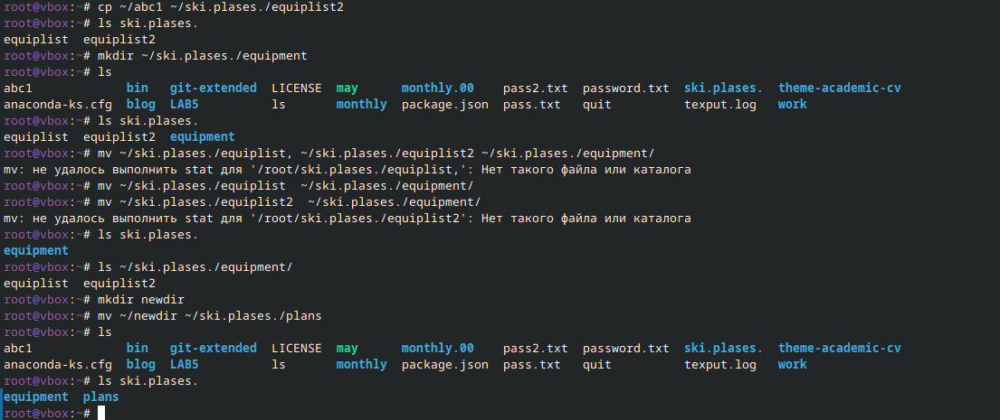 root@vbox:~# cp ~/abc1 ~/ski.plases./equiplist2
root@vbox:~# ls ski.plases.
equiplist  equiplist2
root@vbox:~# mkdir ~/ski.plases./equipment
root@vbox:~# ls
abc1             bin   git-extended  LICENSE  may      monthly.00    pass2.txt  password.txt  ski.plases.  theme-academic-cv
anaconda-ks.cfg  blog  LAB5          ls       monthly  package.json  pass.txt   quit          texput.log   work
root@vbox:~# ls ski.plases.
equiplist  equiplist2  equipment
root@vbox:~# mv ~/ski.plases./equiplist, ~/ski.plases./equiplist2 ~/ski.plases./equipment/
mv: не удалось выполнить stat для '/root/ski.plases./equiplist,': Нет такого файла или каталога
root@vbox:~# mv ~/ski.plases./equiplist  ~/ski.plases./equipment/
root@vbox:~# mv ~/ski.plases./equiplist2  ~/ski.plases./equipment/
mv: не удалось выполнить stat для '/root/ski.plases./equiplist2': Нет такого файла или каталога
root@vbox:~# ls ski.plases.
equipment
root@vbox:~# ls ~/ski.plases./equipment/
equiplist  equiplist2
root@vbox:~# mkdir newdir
root@vbox:~# mv ~/newdir ~/ski.plases./plans
root@vbox:~# ls
abc1             bin   git-extended  LICENSE  may      monthly.00    pass2.txt  password.txt  ski.plases.  theme-academic-cv
anaconda-ks.cfg  blog  LAB5          ls       monthly  package.json  pass.txt   quit          texput.log   work
root@vbox:~# ls ski.plases.
equipment  plans
root@vbox:~#